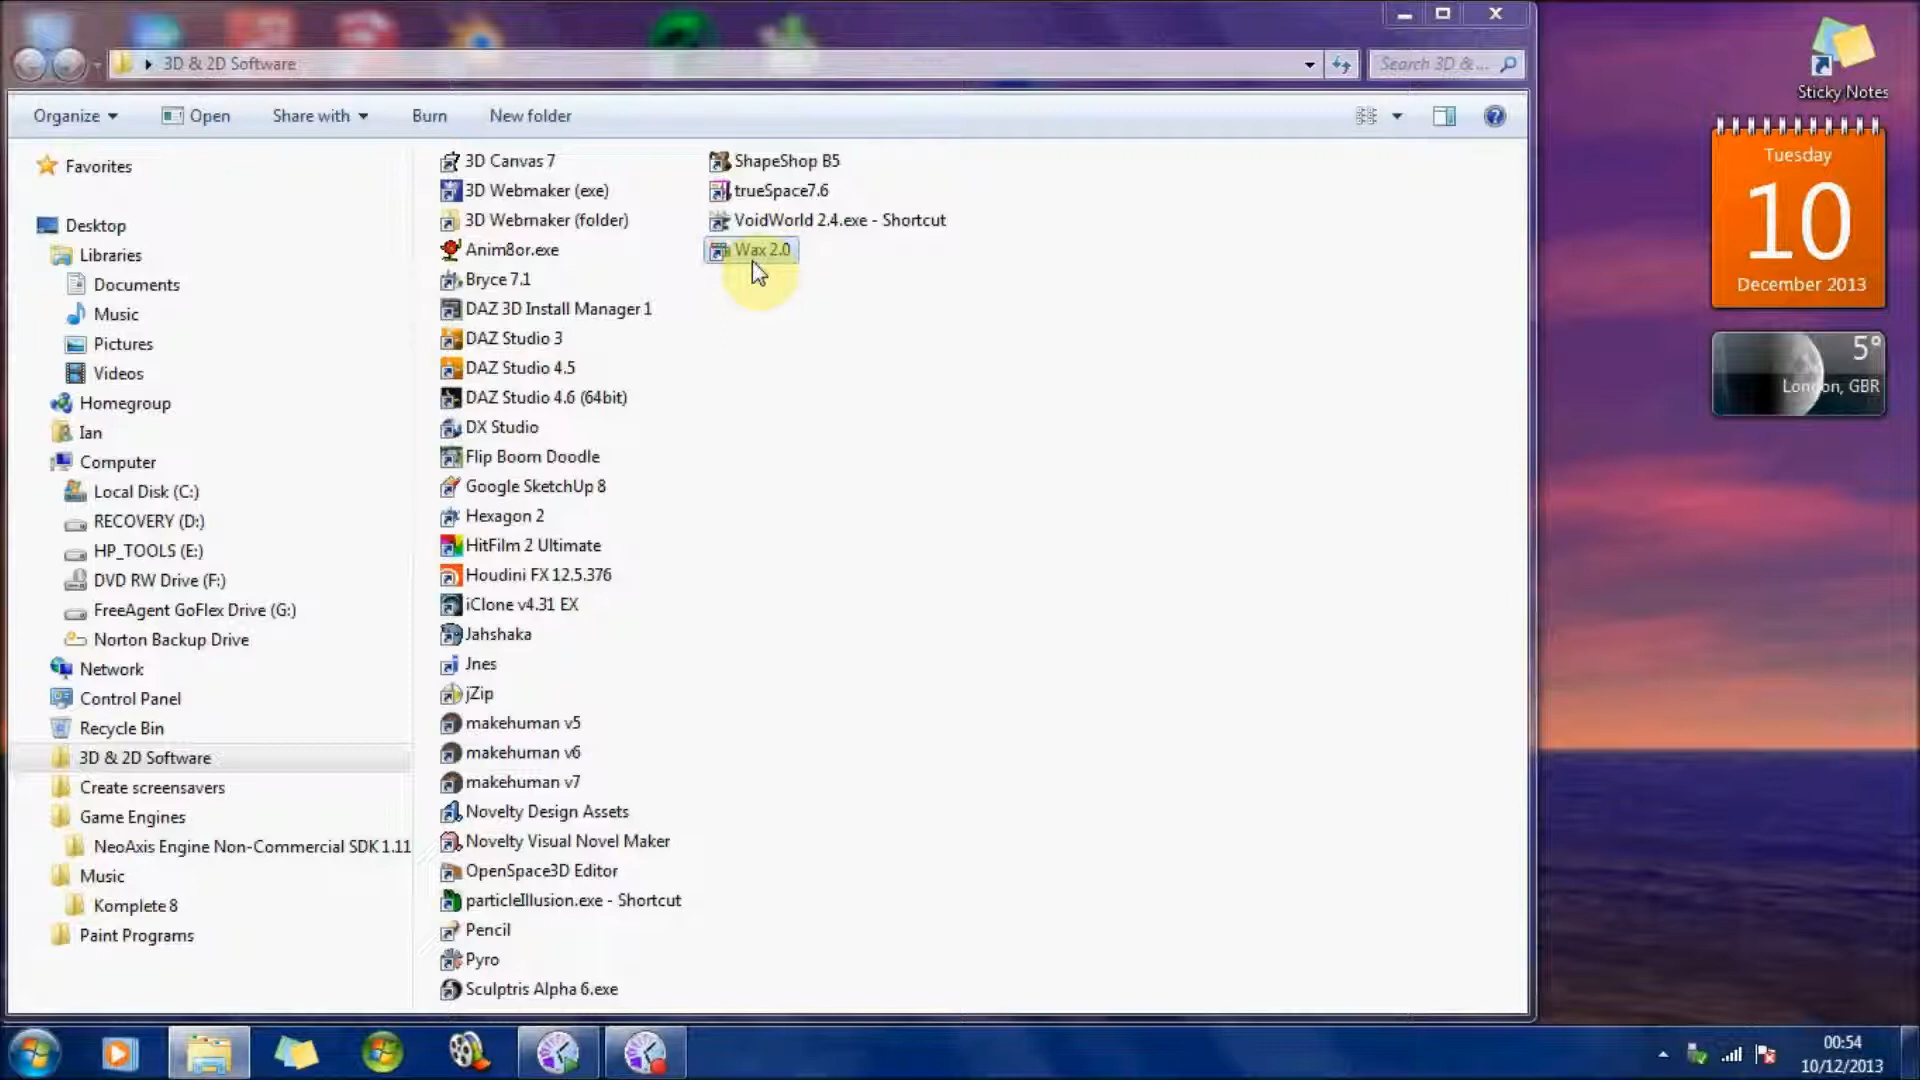 3D & 2D Software
Search 3D &...
Organize
Open
Share with
Burn
New folder
Favorites
Desktop
Libraries
Documents
Music
Pictures
Videos
Homegroup
Ian
Computer
Local Disk (C:)
RECOVERY (D:)
HP_TOOLS (E:)
DVD RW Drive (F:)
FreeAgent GoFlex Drive (G:)
Norton Backup Drive
Network
Control Panel
Recycle Bin
3D & 2D Software
Create screensavers
Game Engines
NeoAxis Engine Non-Commercial SDK 1.11
Music
Komplete 8
Paint Programs
3D Canvas 7
3D Webmaker (exe)
3D Webmaker (folder)
Anim8or.exe
Bryce 7.1
DAZ 3D Install Manager 1
DAZ Studio 3
DAZ Studio 4.5
DAZ Studio 4.6 (64bit)
DX Studio
Flip Boom Doodle
Google SketchUp 8
Hexagon 2
HitFilm 2 Ultimate
Houdini FX 12.5.376
iClone v4.31 EX
Jahshaka
Jnes
jZip
makehuman v5
makehuman v6
makehuman v7
Novelty Design Assets
Novelty Visual Novel Maker
OpenSpace3D Editor
particleIllusion.exe - Shortcut
Pencil
Pyro
Sculptris Alpha 6.exe
ShapeShop B5
trueSpace7.6
VoidWorld 2.4.exe - Shortcut
Wax 2.0
Sticky Notes
Tuesday
10
December 2013
5°
London, GBR
00:54
10/12/2013